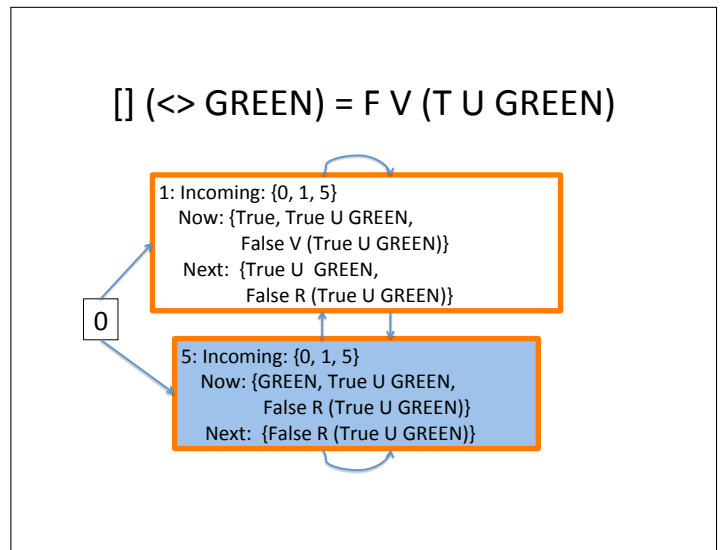 [] (<> GREEN) = F V (T U GREEN)
1: Incoming: {0, 1, 5}
Now: {True, True U GREEN,
False V (True U GREEN)}
Next: {True U GREEN,
False R (True U GREEN)}
0
5: Incoming: {0, 1, 5}
Now: {GREEN, True U GREEN,
False R (True U GREEN)}
Next: {False R (True U GREEN)}